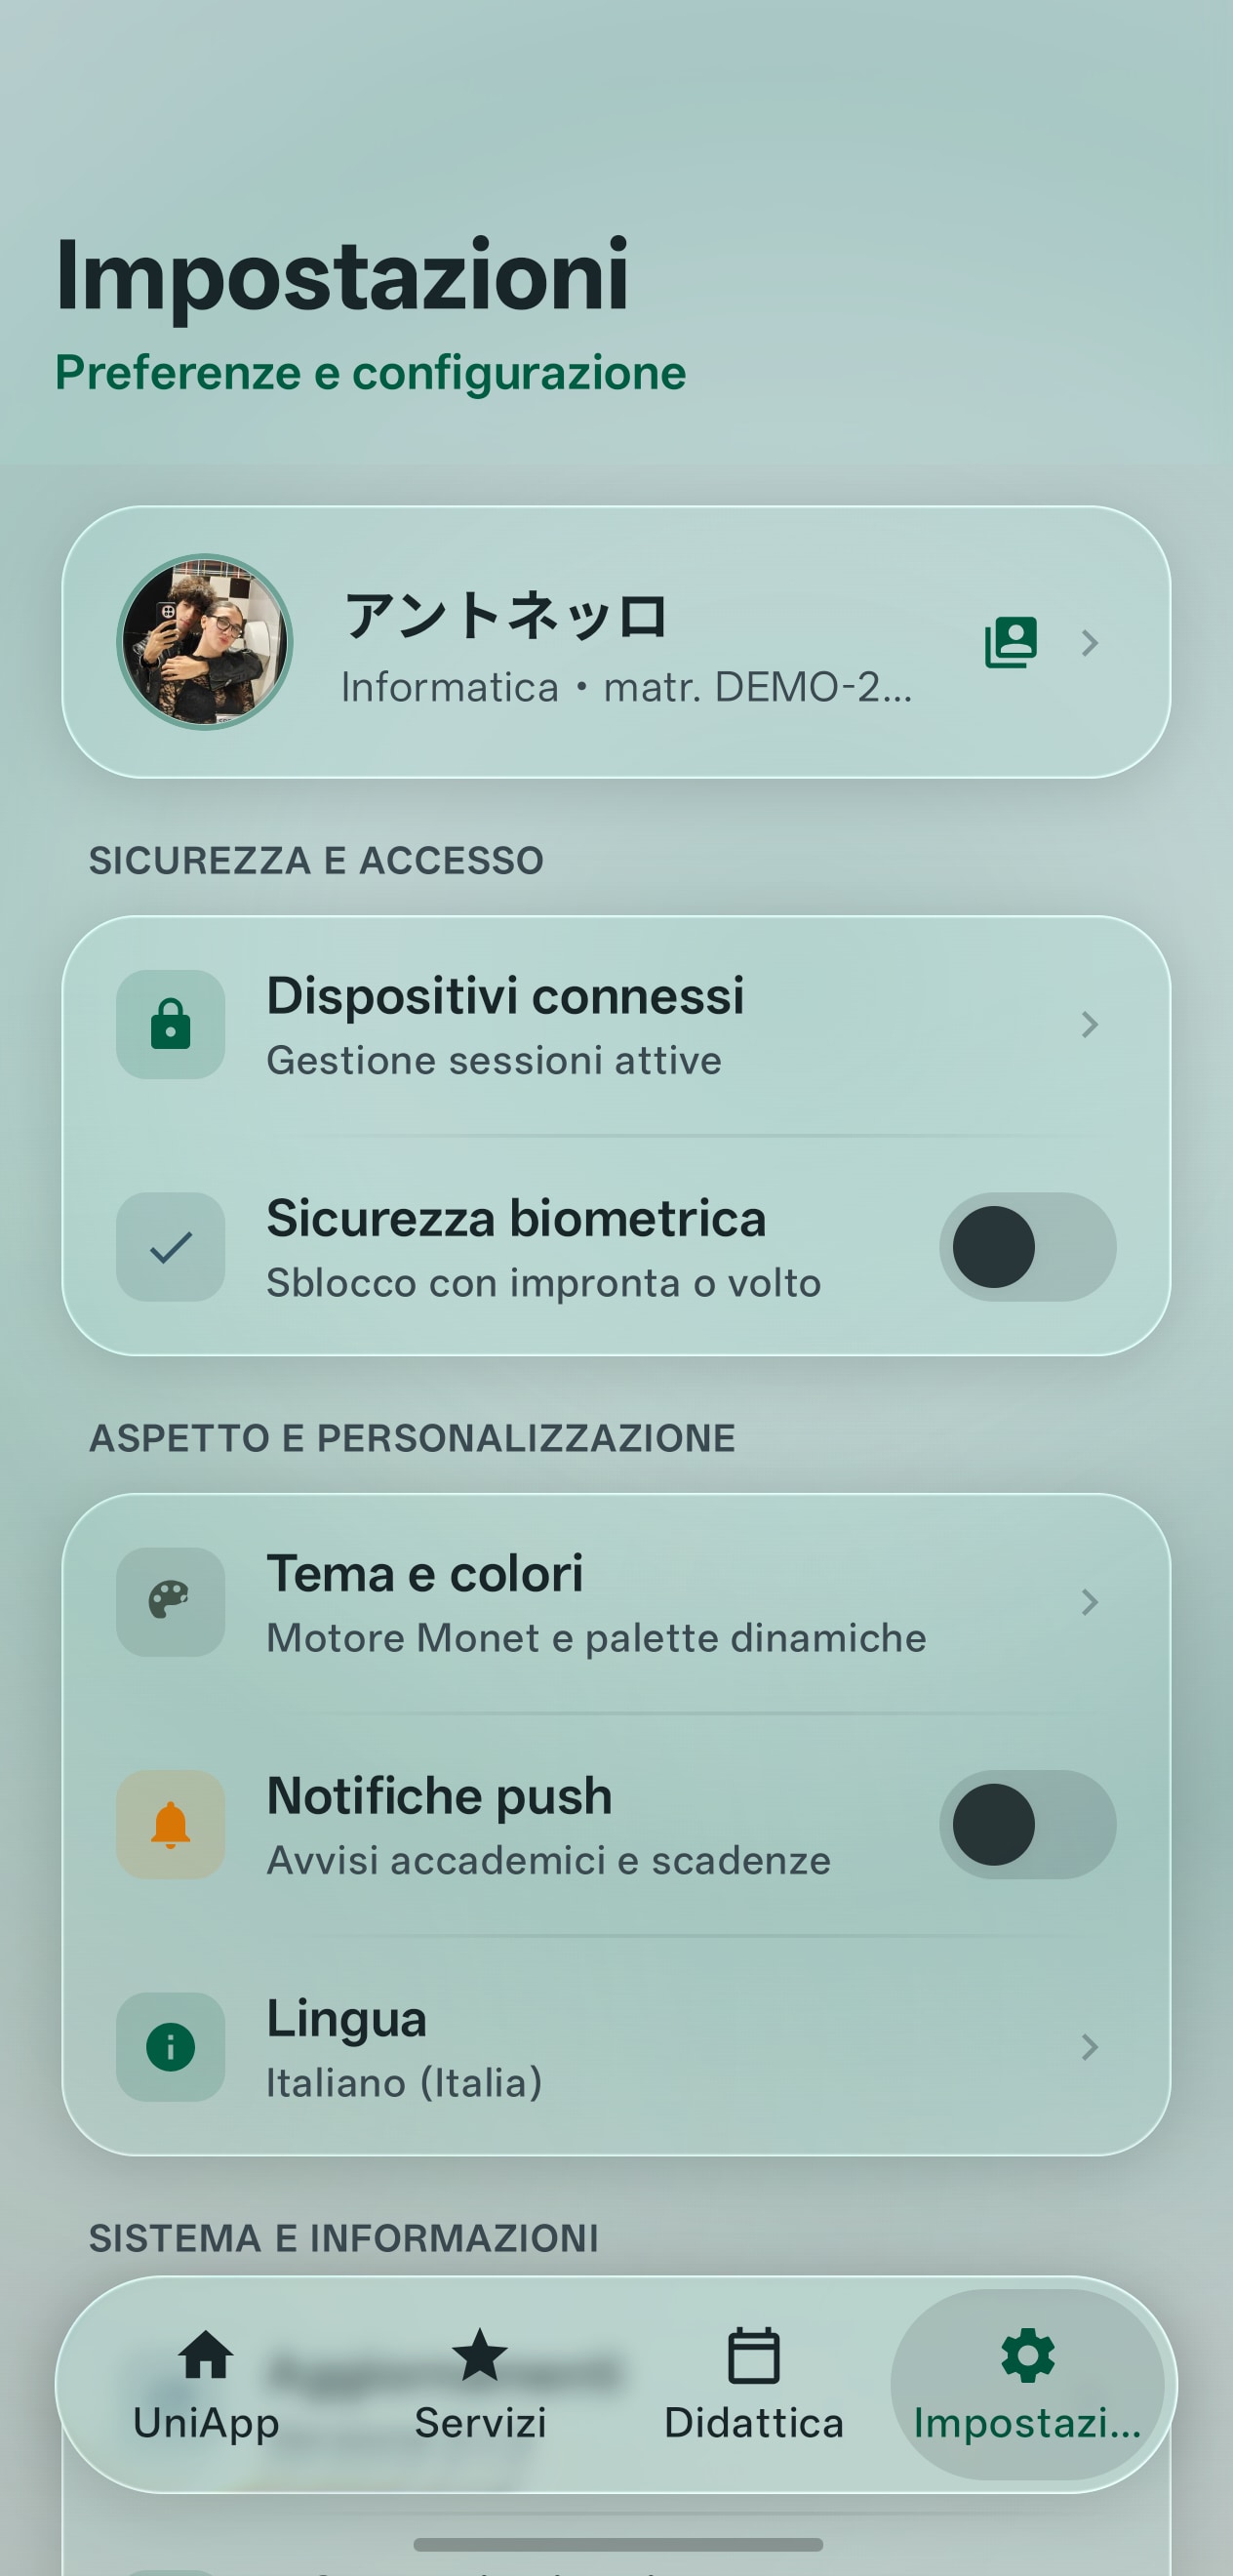 Impostazioni
Preferenze e configurazione
アントネッロ
Informatica • matr. DEMO-2...
SICUREZZA E ACCESSO
Dispositivi connessi
Gestione sessioni attive
Sicurezza biometrica
Sblocco con impronta o volto
ASPETTO E PERSONALIZZAZIONE
Tema e colori
Motore Monet e palette dinamiche
Notifiche push
Avvisi accademici e scadenze
Lingua
Italiano (Italia)
SISTEMA E INFORMAZIONI
UniApp
Servizi
Didattica
Impostazi...